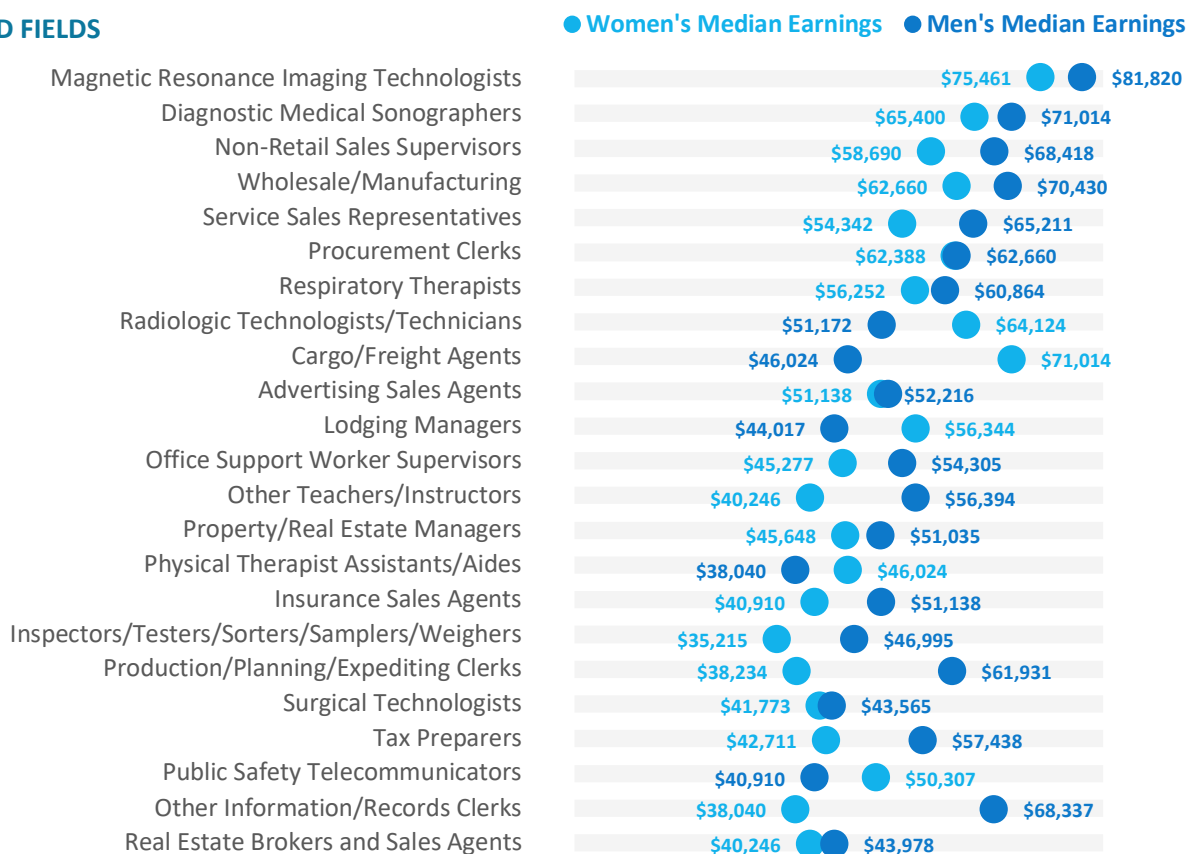 D FIELDS
Women's Median Earnings Men's Median Earnings
Magnetic Resonance Imaging Technologists $75,461 $81,820
Diagnostic Medical Sonographers $65,400 $71,014
Non-Retail Sales Supervisors $58,690 $68,418
Wholesale/Manufacturing $62,660 $70,430
Service Sales Representatives $54,342 $65,211
Procurement Clerks $62,388 $62,660
Respiratory Therapists $56,252 $60,864
Radiologic Technologists/Technicians $51,172 $64,124
Cargo/Freight Agents $46,024 $71,014
Advertising Sales Agents $51,138 $52,216
Lodging Managers $44,017 $56,344
Office Support Worker Supervisors $45,277 $54,305
Other Teachers/Instructors $40,246 $56,394
Property/Real Estate Managers $45,648 $51,035
Physical Therapist Assistants/Aides $38,040 $46,024
Insurance Sales Agents $40,910 $51,138
Inspectors/Testers/Sorters/Samplers/Weighers $35,215 $46,995
Production/Planning/Expediting Clerks $38,234 $61,931
Surgical Technologists $41,773 $43,565
Tax Preparers $42,711 $57,438
Public Safety Telecommunicators $40,910 $50,307
Other Information/Records Clerks $38,040 $68,337
Real Estate Brokers and Sales Agents $40,246 $43,978